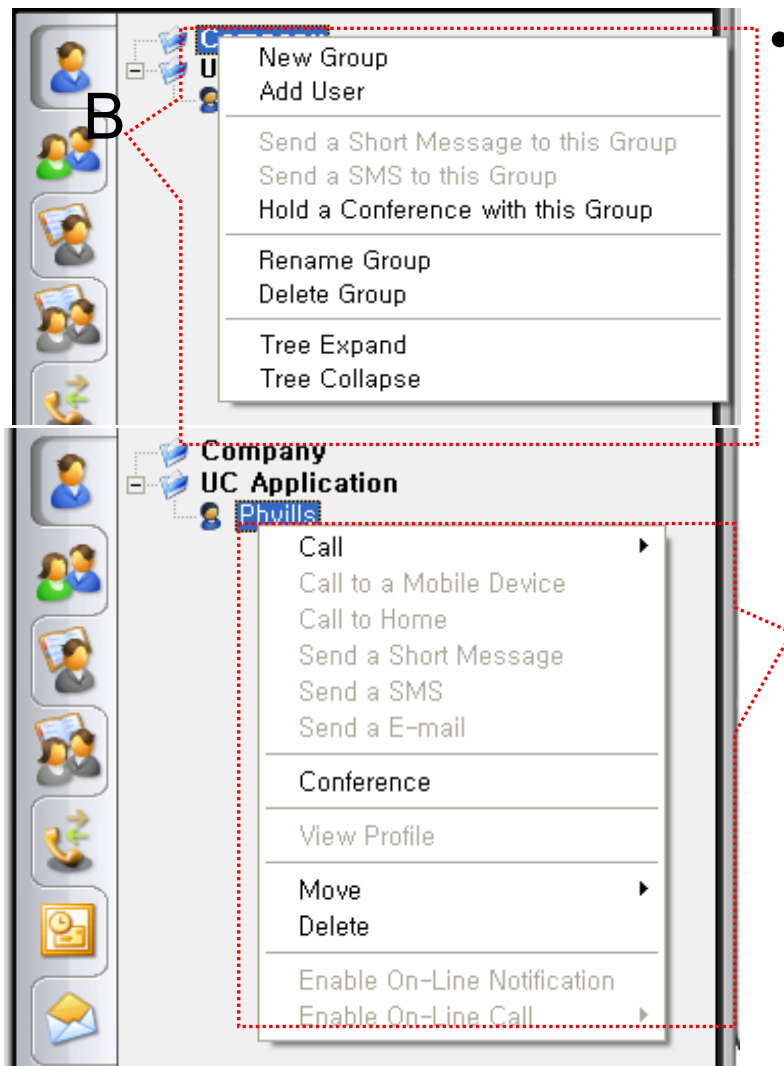 New Group
Add User
B
Send a Short Message to this Group
Send a SMS to this Group
Hold a Conference with this Group
Rename Group
Delete Group
Tree Expand
Tree Collapse
Company
UC Application
Phvills
Call
Call to a Mobile Device
Call to Home
Send a Short Message
Send a SMS
Send a E-mail
Conference
View Profile
Move
Delete
Enable On-Line Notification
Enable On-Line Call